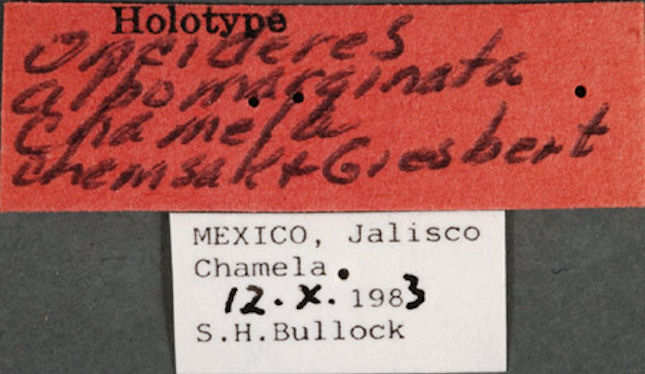 Holotype
Oncideres
albomarginata
chamela
chemsak + Giesbert
MEXICO, Jalisco
Chamela.
12.X.1983
S.H.Bullock